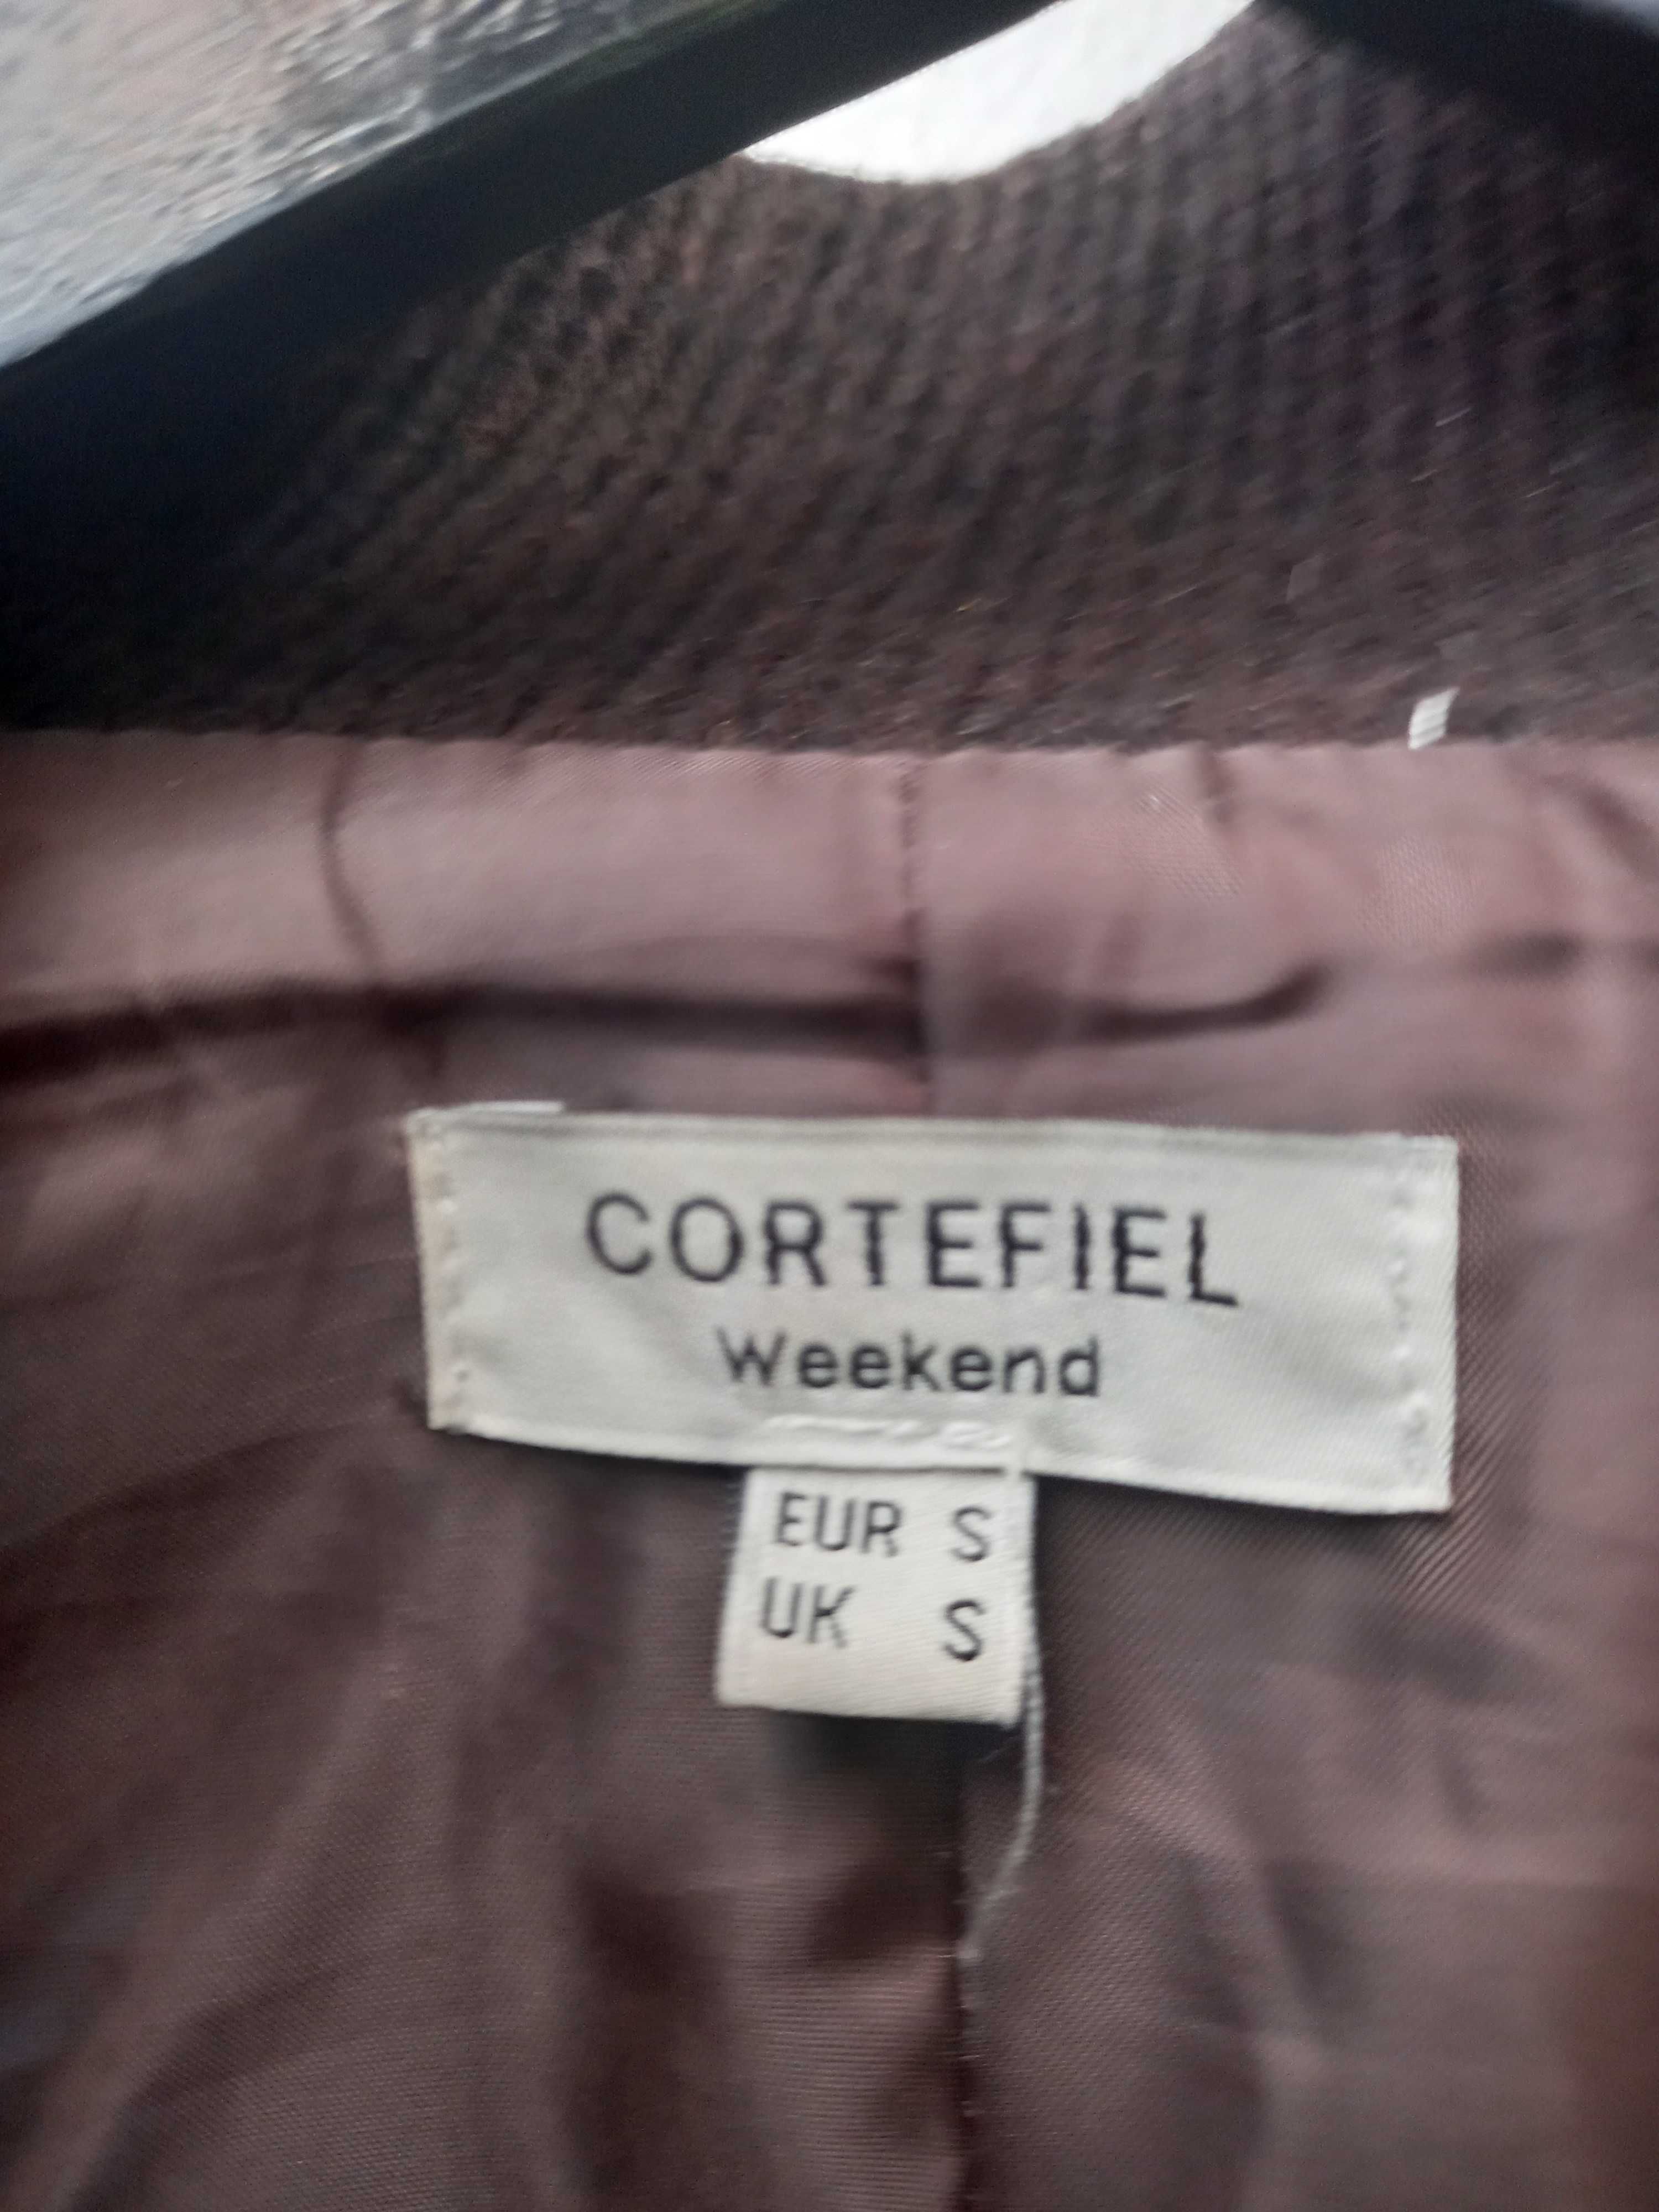 CORTEFIEL
Weekend
EUR S
UK S